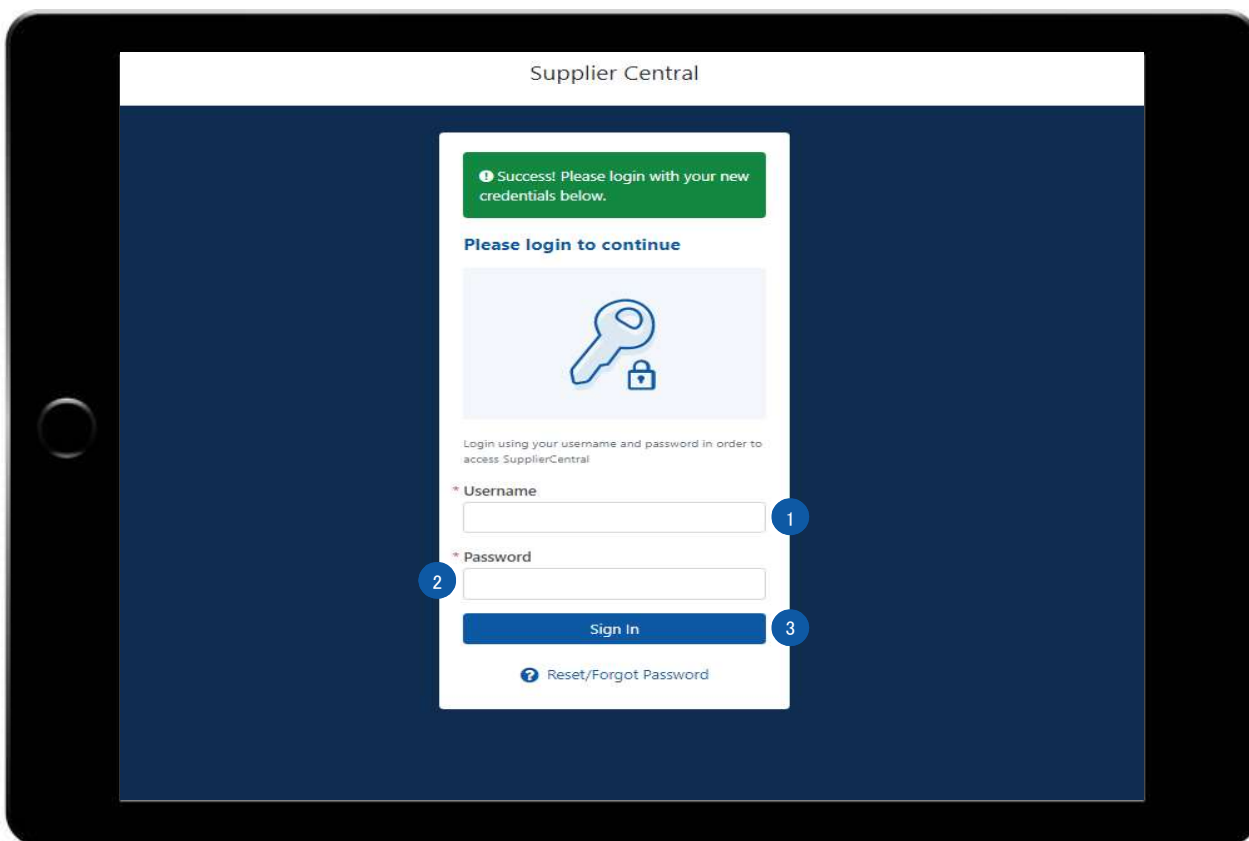 Supplier Central
Success! Please login with your new
credentials below.
Please login to continue
Login using your username and password in order to
access SupplierCentral
* Username
1
* Password
2
Sign In
3
Reset/Forgot Password